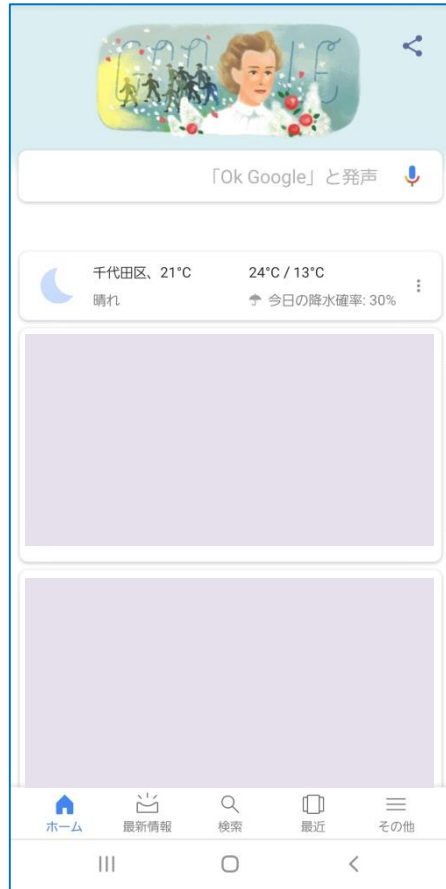 「Ok Google」と発声
千代田区、21°C
24°C / 13°C
晴れ
今日の降水確率: 30%
ホーム
最新情報
検索
最近
その他